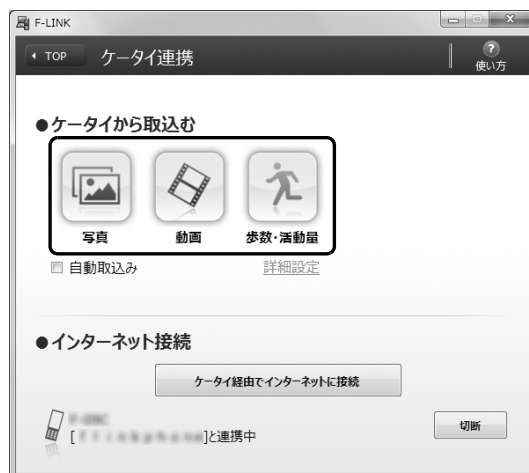 F-LINK
TOP ケータイ連携
?
使い方
●ケータイから取込む
写真 動画 歩数・活動量
自動取込み 詳細設定
●インターネット接続
ケータイ経由でインターネットに接続
[ ]と連携中 切断